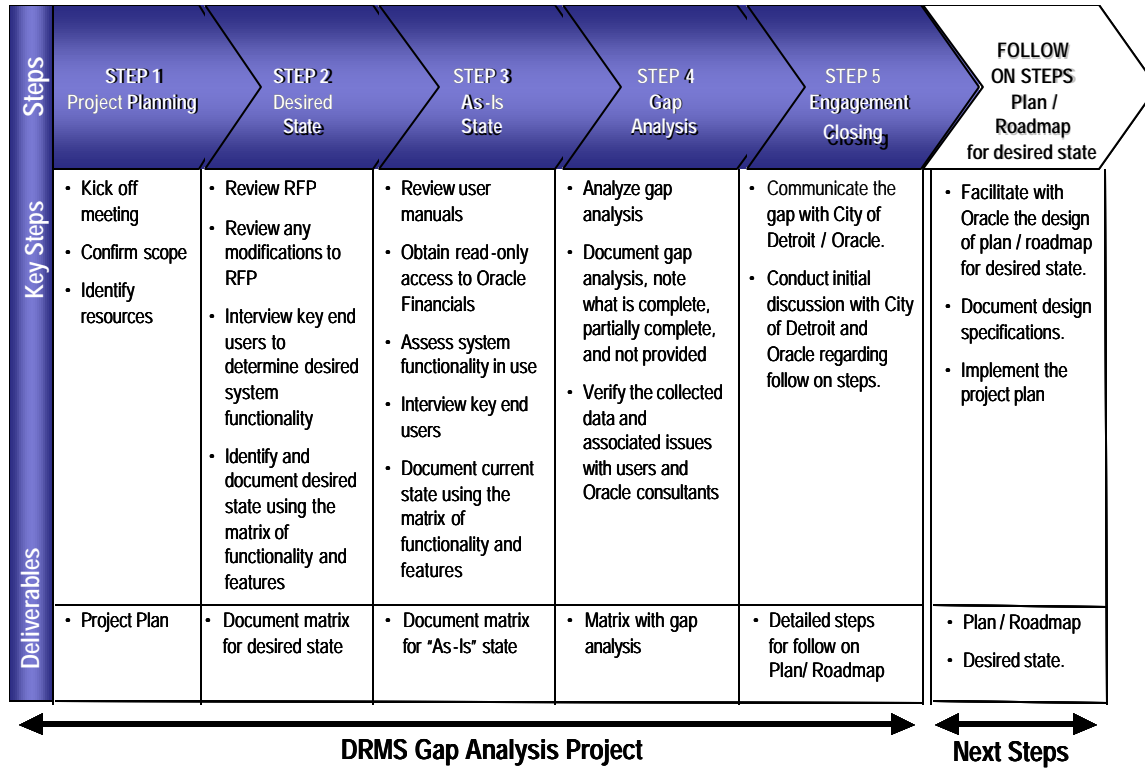 Steps
STEP 1
Project Planning
STEP 2
Desired
State
STEP 3
As-Is
State
STEP 4
Gap
Analysis
STEP 5
Engagement
Closing
FOLLOW
ON STEPS
Plan /
Roadmap
for desired state
Key Steps
• Kick off
meeting
• Confirm scope
• Identify
resources
• Review RFP
• Review any
modifications to
RFP
• Interview key end
users to
determine desired
system
functionality
• Identify and
document desired
state using the
matrix of
functionality and
features
• Review user
manuals
• Obtain read-only
access to Oracle
Financials
• Assess system
functionality in use
• Interview key end
users
• Document current
state using the
matrix of
functionality and
features
• Analyze gap
analysis
• Document gap
analysis, note
what is complete,
partially complete,
and not provided
• Verify the collected
data and
associated issues
with users and
Oracle consultants
• Communicate the
gap with City of
Detroit / Oracle.
• Conduct initial
discussion with City
of Detroit and
Oracle regarding
follow on steps.
• Facilitate with
Oracle the design
of plan / roadmap
for desired state.
• Document design
specifications.
• Implement the
project plan
Deliverables
• Project Plan
• Document matrix
for desired state
• Document matrix
for "As-Is" state
• Matrix with gap
analysis
• Detailed steps
for follow on
Plan/ Roadmap
• Plan / Roadmap
• Desired state.
DRMS Gap Analysis Project
Next Steps